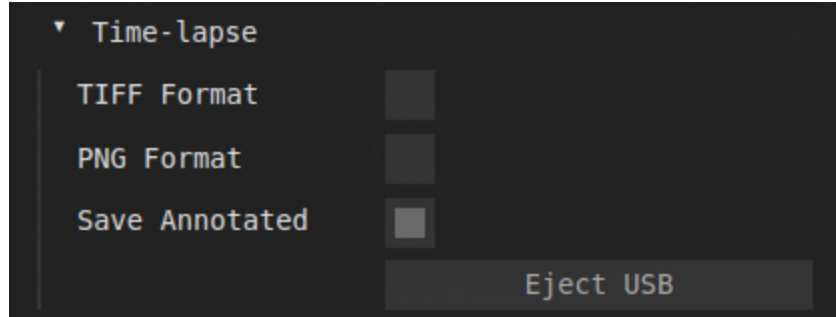 Time-lapse
TIFF Format
PNG Format
Save Annotated
Eject USB